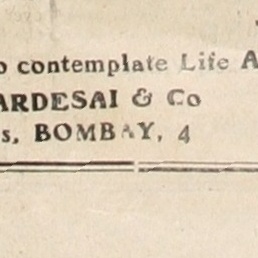 o contemplate Life A
ARDESAI & Co
s, BOMBAY, 4